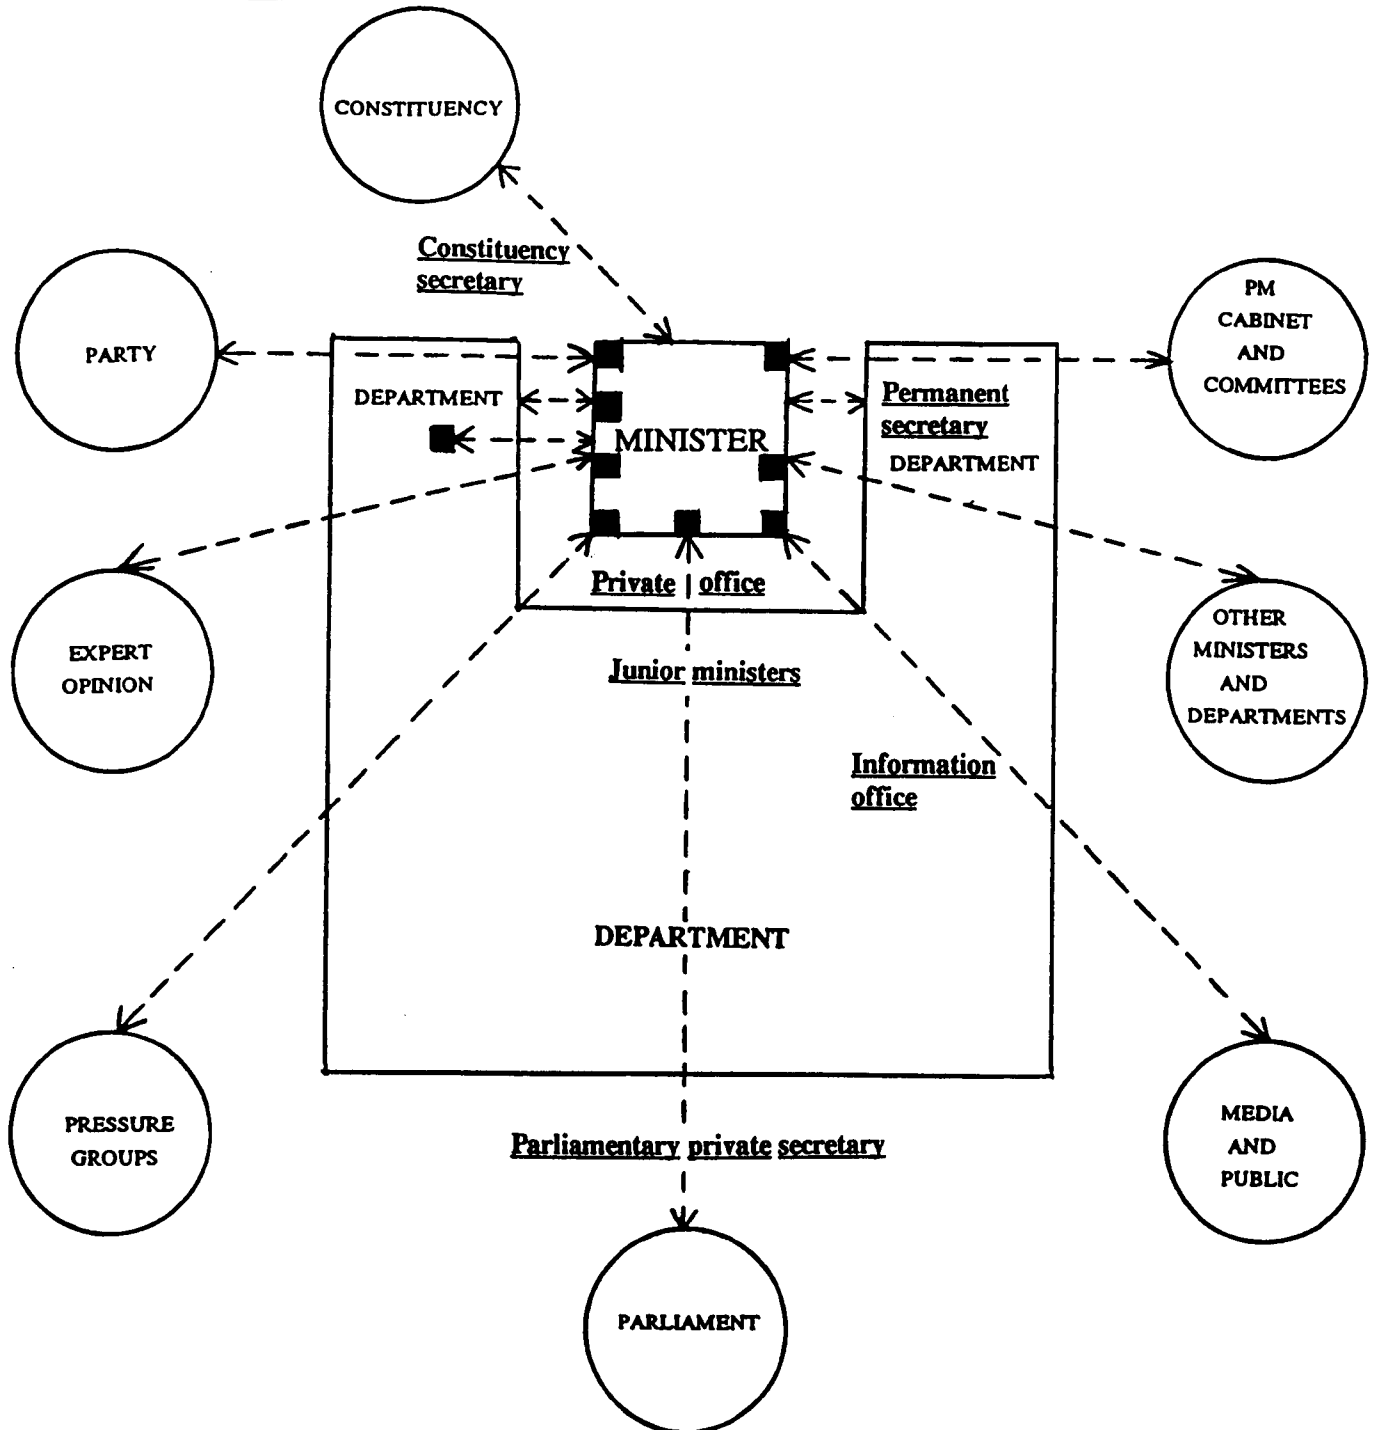 CONSTITUENCY
Constituency
secretary
PARTY
PM
CABINET
AND
COMMITTEES
DEPARTMENT
Permanent
secretary
MINISTER
DEPARTMENT
Private office
EXPERT
OPINION
OTHER
MINISTERS
AND
DEPARTMENTS
Junior ministers
Information
office
DEPARTMENT
PRESSURE
GROUPS
MEDIA
AND
PUBLIC
Parliamentary private secretary
PARLIAMENT